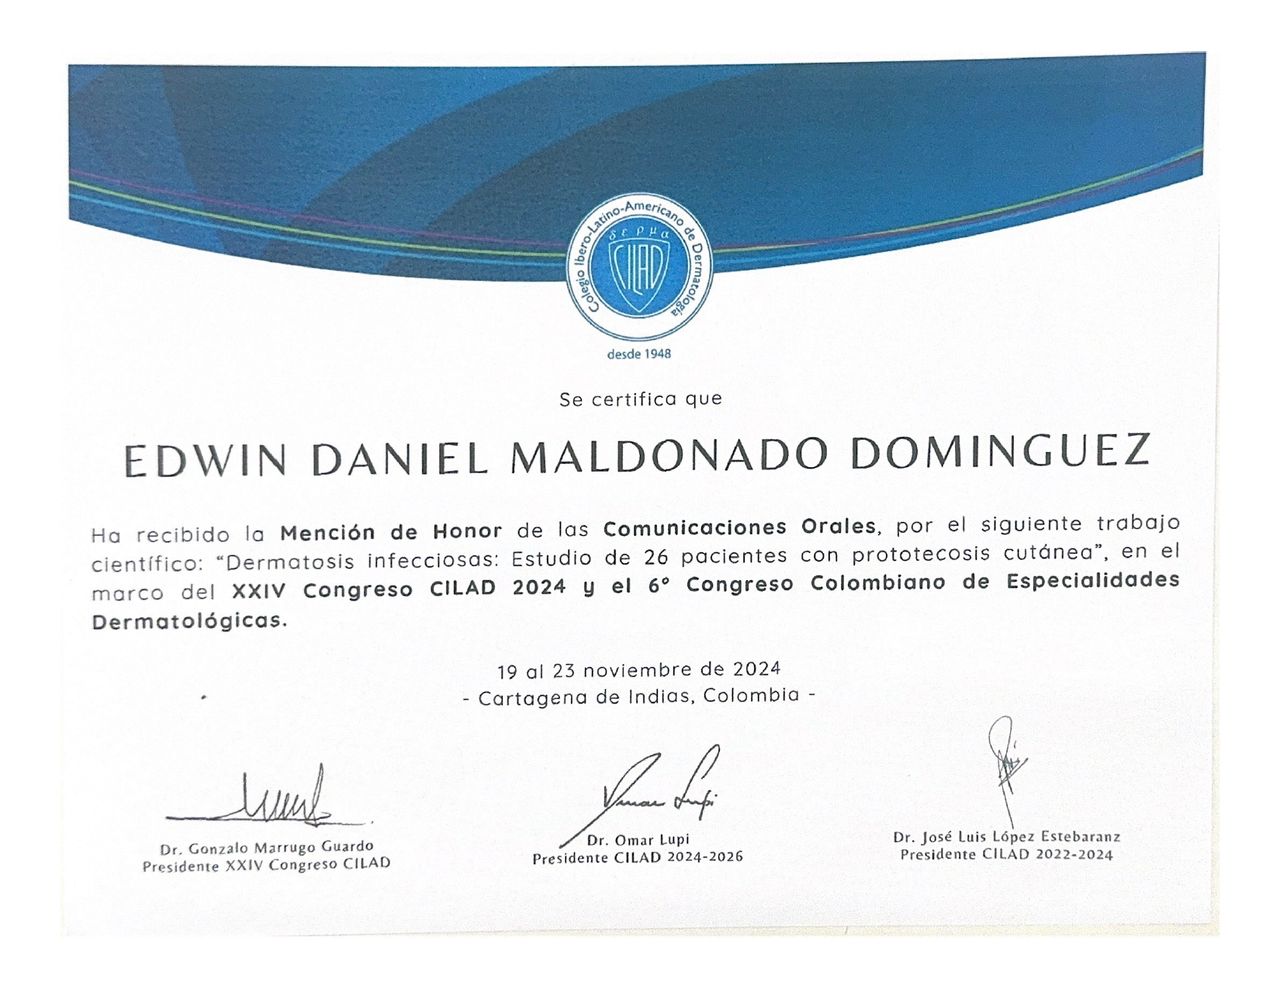 Colegio Ibero-Latino-Americano de Dermatología
δερμα
CILAD
desde 1948
Se certifica que
EDWIN DANIEL MALDONADO DOMINGUEZ
Ha recibido la Mención de Honor de las Comunicaciones Orales, por el siguiente trabajo
científico: “Dermatosis infecciosas: Estudio de 26 pacientes con prototecosis cutánea”, en el
marco del XXIV Congreso CILAD 2024 y el 6º Congreso Colombiano de Especialidades
Dermatológicas.
19 al 23 noviembre de 2024
- Cartagena de Indias, Colombia -
Dr. Gonzalo Marrugo Guardo
Presidente XXIV Congreso CILAD
Omar Lupi
Dr. Omar Lupi
Presidente CILAD 2024-2026
Dr. José Luis López Estebaranz
Presidente CILAD 2022-2024